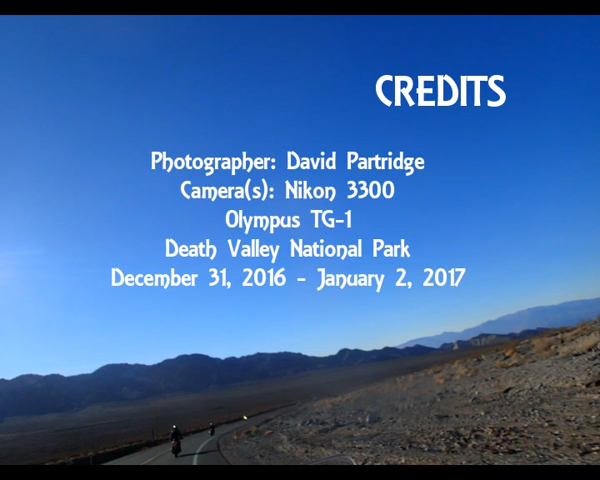 CREDITS
Photographer: David Partridge
Camera(s): Nikon 3300
Olympus TG-1
Death Valley National Park
December 31, 2016 - January 2, 2017